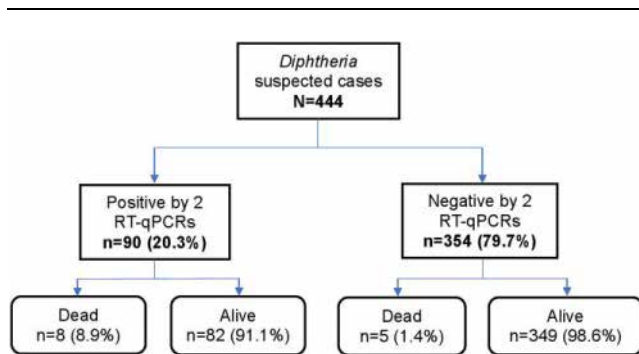 Diphtheria
suspected cases
N=444
Positive by 2
RT-qPCRs
n=90 (20.3%)
Negative by 2
RT-qPCRs
n=354 (79.7%)
Dead
n=8 (8.9%)
Alive
n=82 (91.1%)
Dead
n=5 (1.4%)
Alive
n=349 (98.6%)